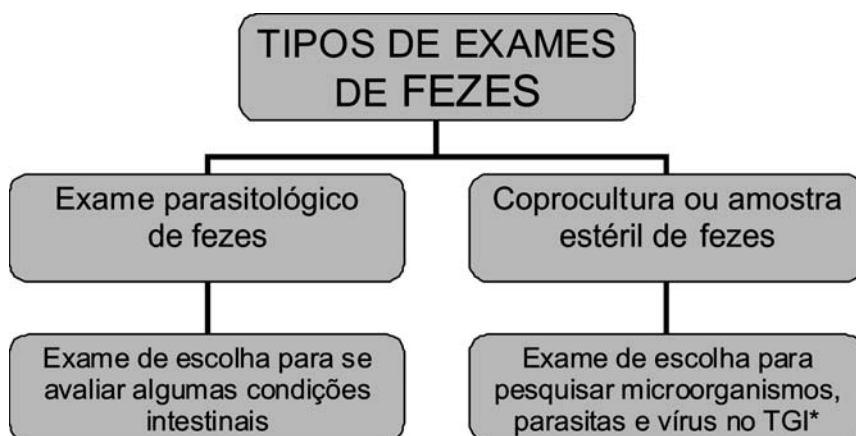 TIPOS DE EXAMES
DE FEZES
Exame parasitológico
de fezes
Coprocultura ou amostra
estéril de fezes
Exame de escolha para se
avaliar algumas condições
intestinais
Exame de escolha para
pesquisar microorganismos,
parasitas e vírus no TGI*